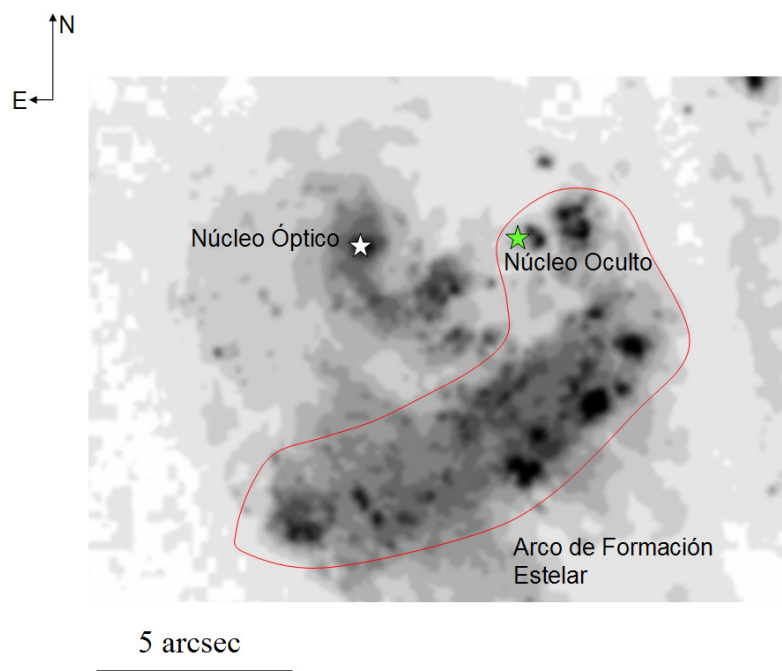 N
E
Núcleo Óptico
Núcleo Oculto
Arco de Formación
Estelar
5 arcsec